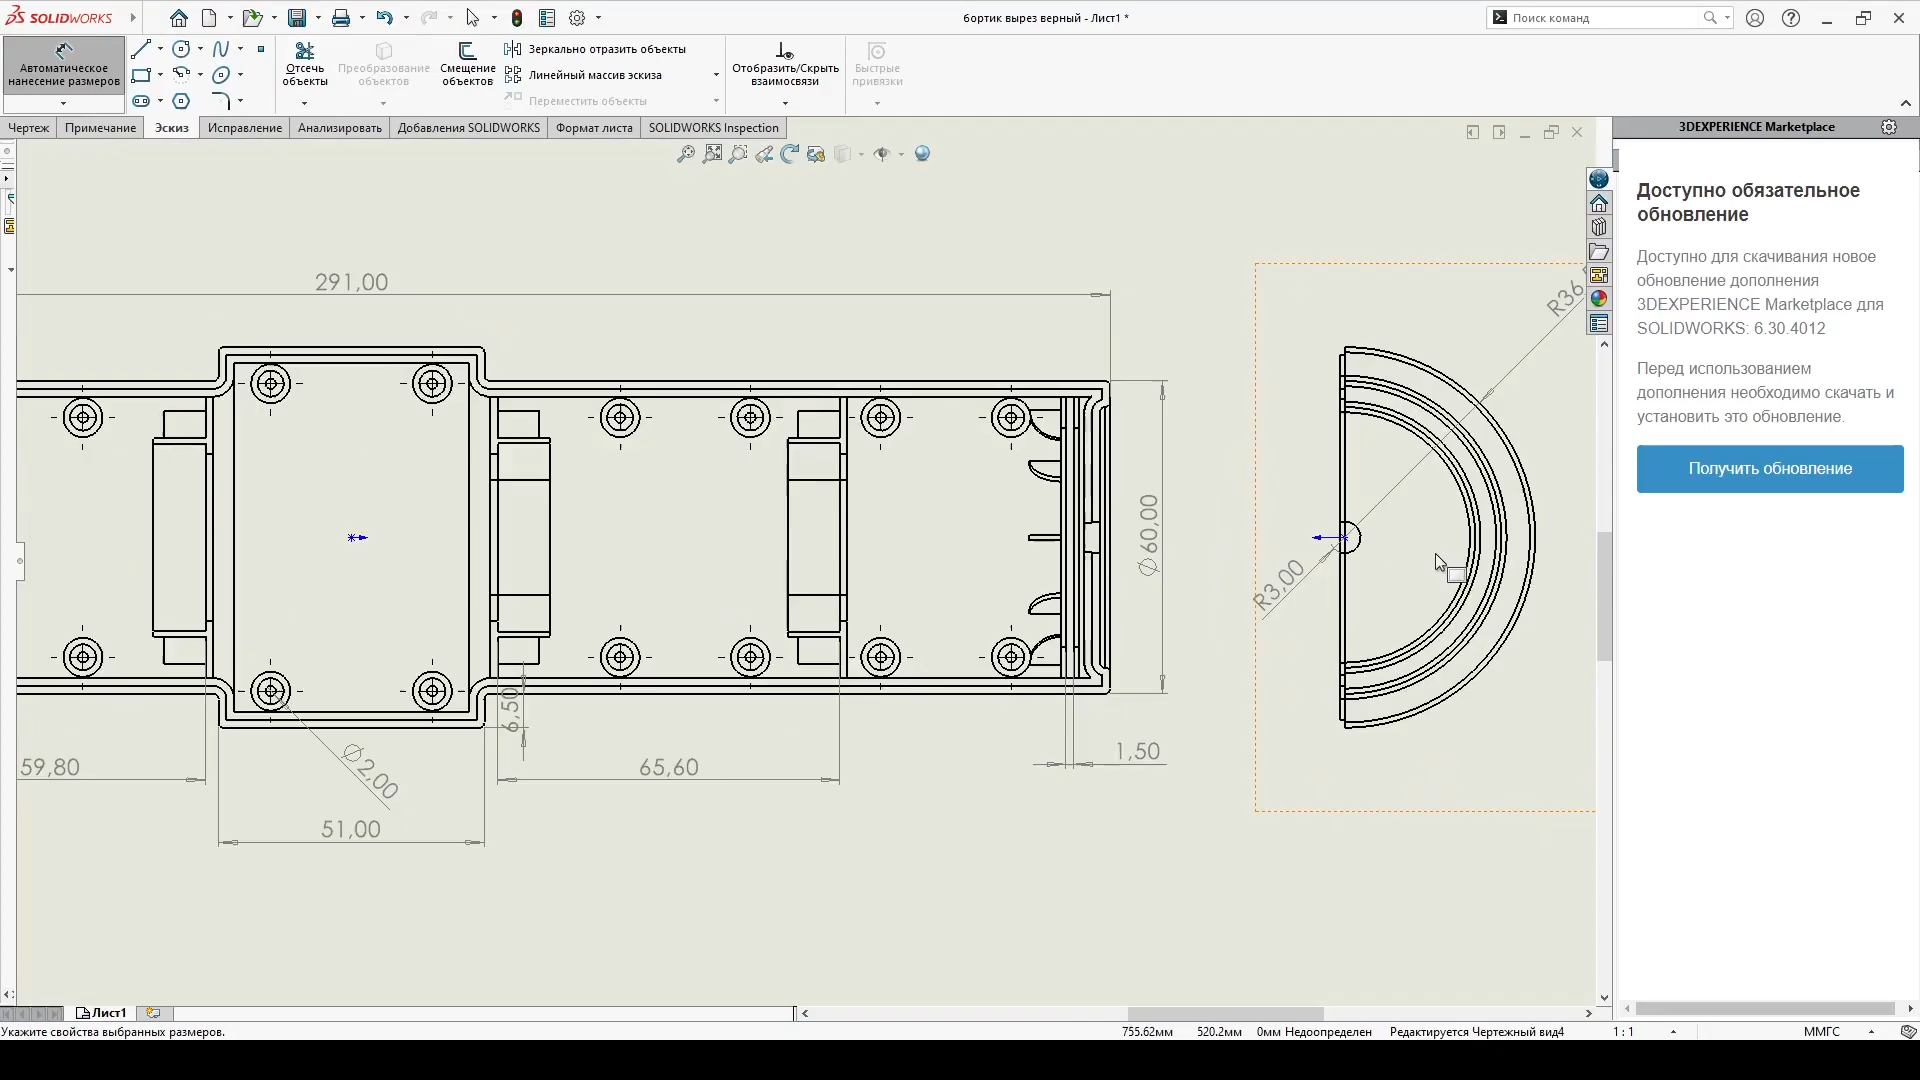 SOLIDWORKS
бортик вырез верный - Лист1 *
Поиск команд
Автоматическое
нанесение размеров
Отсечь
объекты
Преобразование
объектов
Смещение
объектов
Зеркально отразить объекты
Линейный массив эскиза
Переместить объекты
Отобразить/Скрыть
взаимосвязи
Быстрые
привязки
Чертеж
Примечание
Эскиз
Исправление
Анализировать
Добавления SOLIDWORKS
Формат листа
SOLIDWORKS Inspection
3DEXPERIENCE Marketplace
Доступно обязательное
обновление
Доступно для скачивания новое
обновление дополнения
3DEXPERIENCE Marketplace для
SOLIDWORKS: 6.30.4012
Перед использованием
дополнения необходимо скачать и
установить это обновление.
Получить обновление
291,00
R36
∅60,00
R3,00
6,50
∅2,00
59,80
65,60
1,50
51,00
Лист1
Укажите свойства выбранных размеров.
755.62мм
520.2мм
0мм Недоопределен
Редактируется Чертежный вид4
1 : 1
ММГС